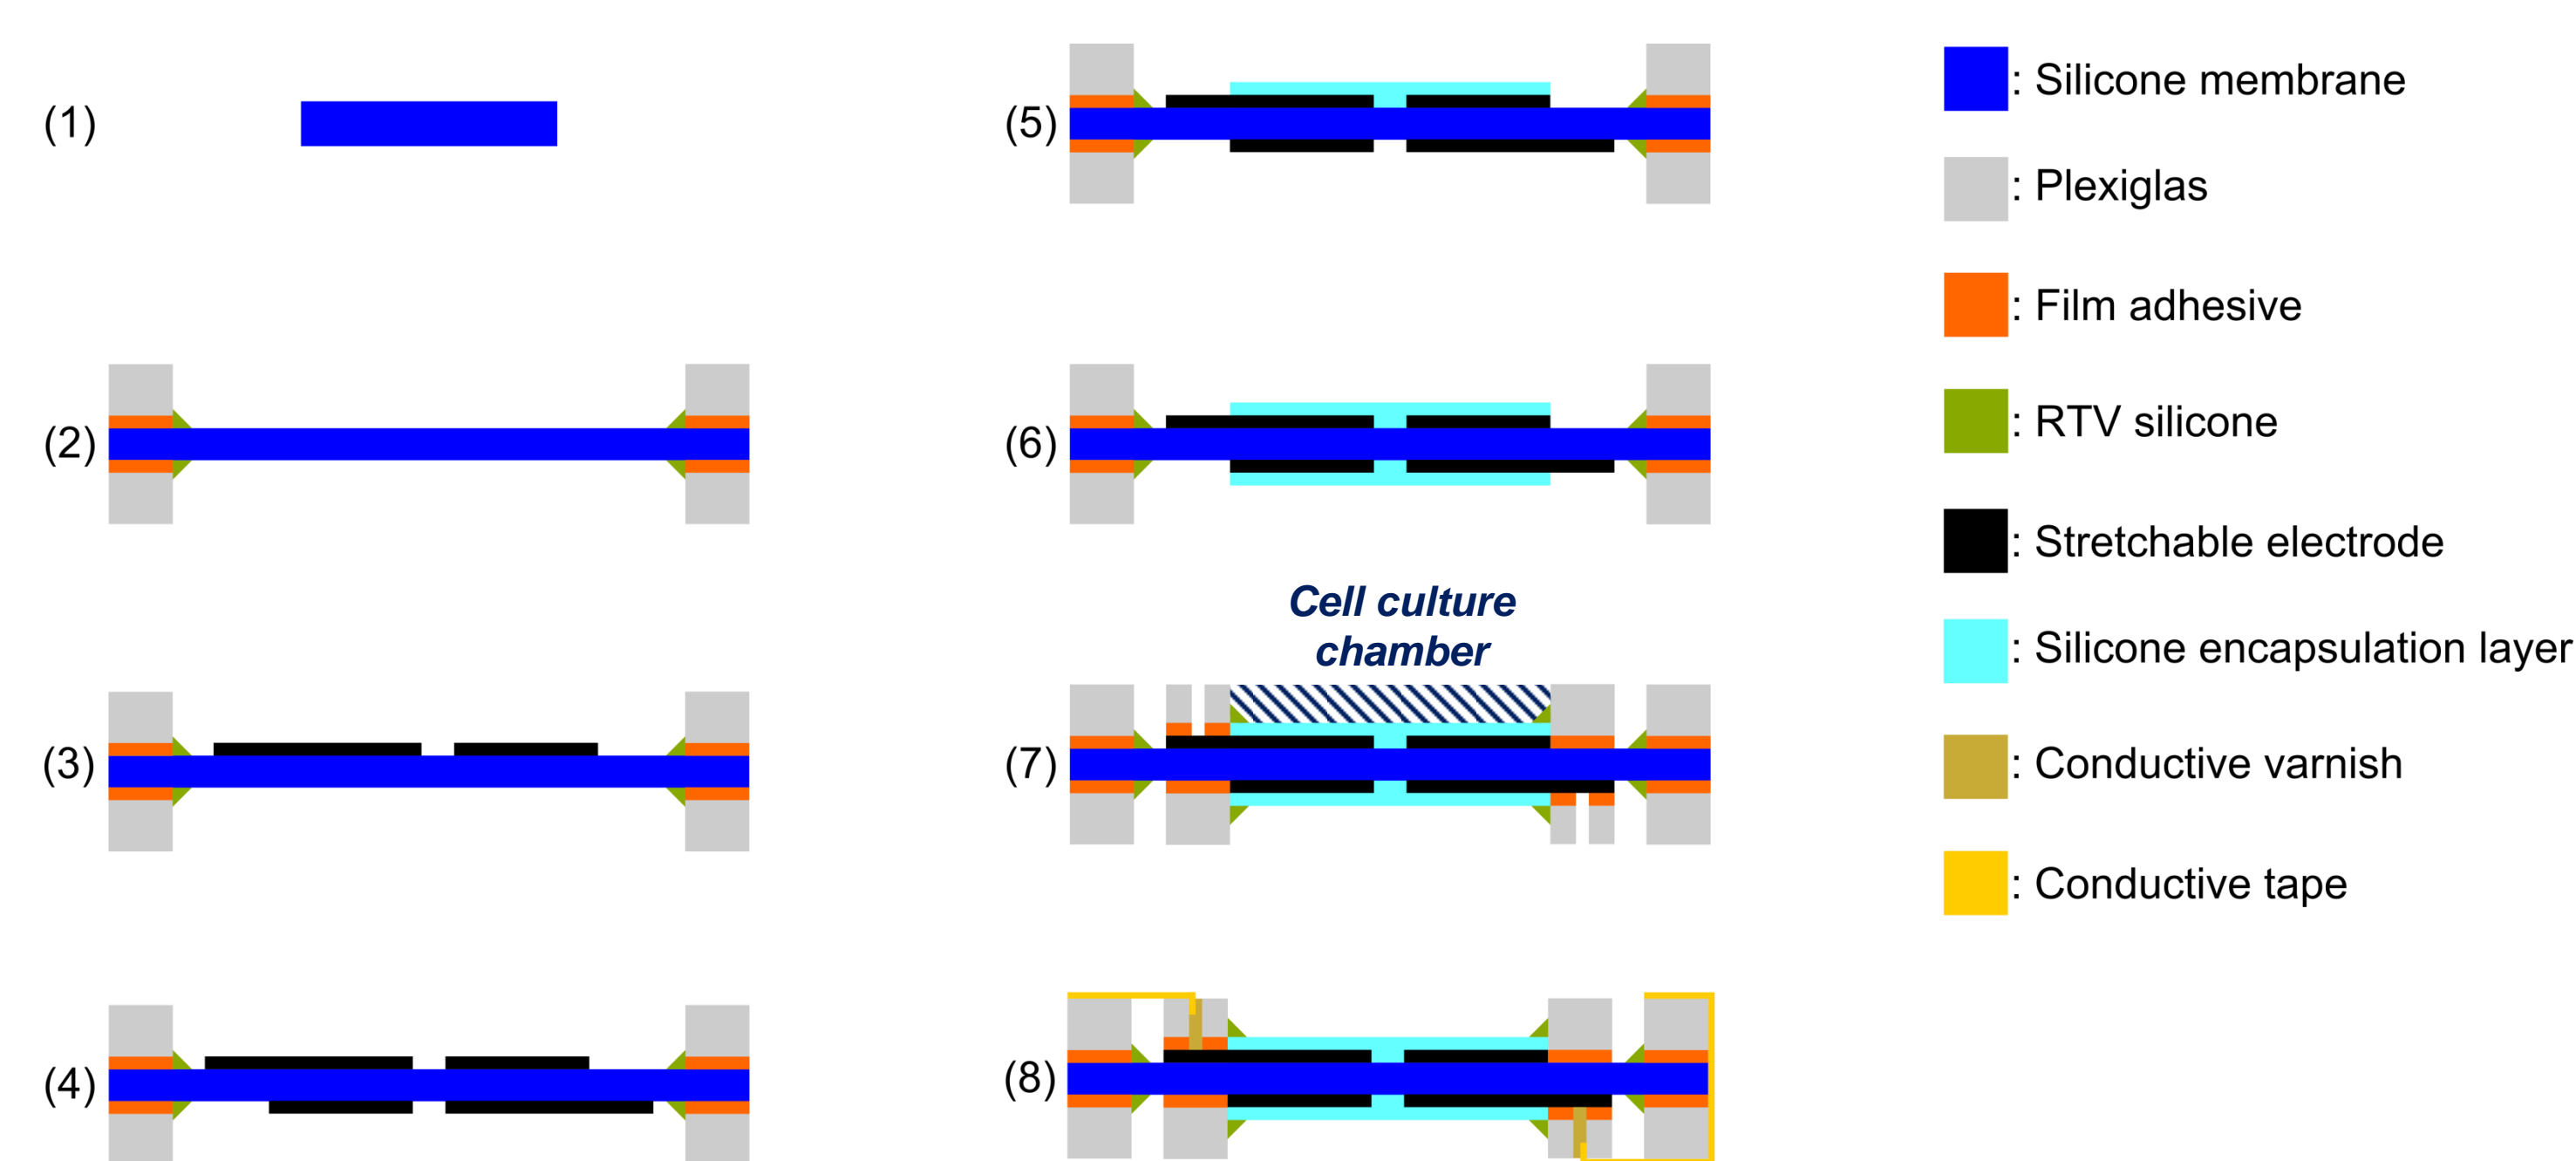 (1)
(2)
(3)
(4)
(5)
(6)
Cell culture
chamber
(7)
(8)
: Silicone membrane
: Plexiglas
: Film adhesive
: RTV silicone
: Stretchable electrode
: Silicone encapsulation layer
: Conductive varnish
: Conductive tape